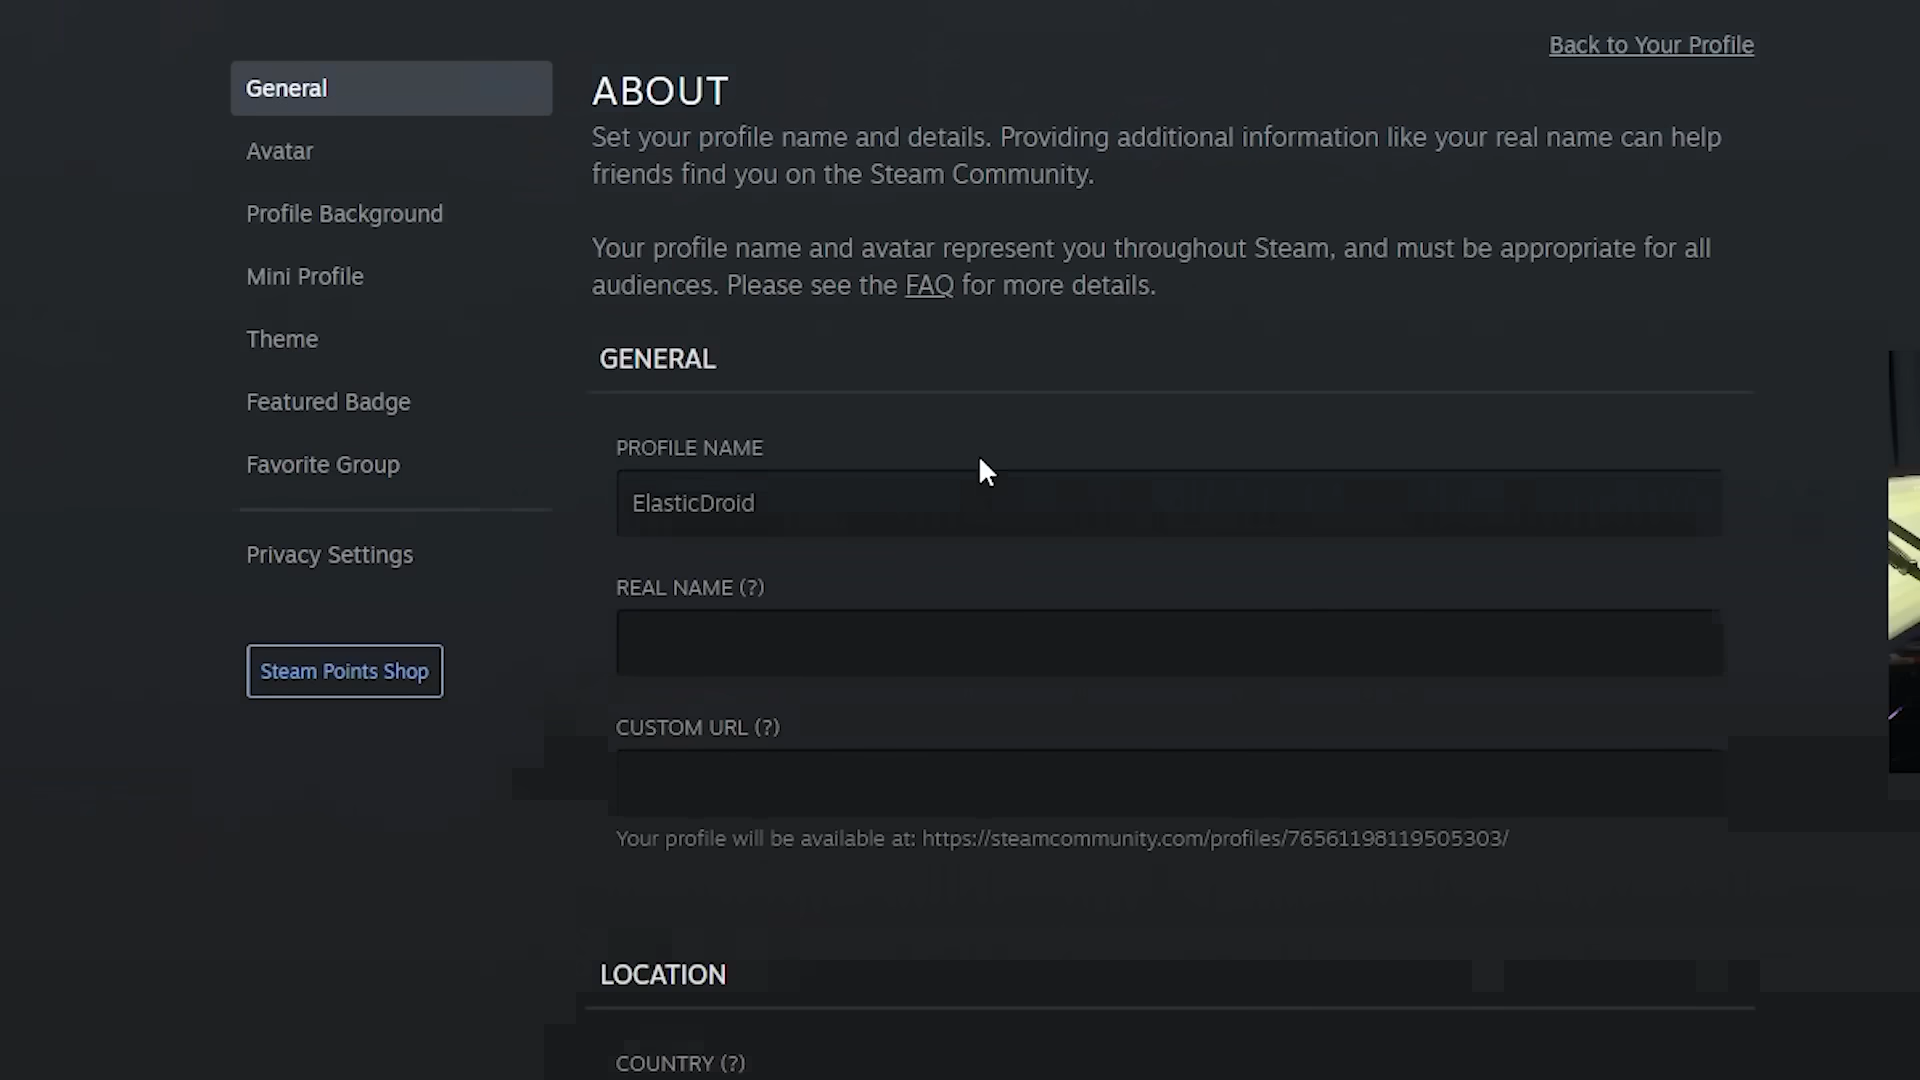 Back to Your Profile
General
Avatar
Profile Background
Mini Profile
Theme
Featured Badge
Favorite Group
Privacy Settings
Steam Points Shop
ABOUT
Set your profile name and details. Providing additional information like your real name can help
friends find you on the Steam Community.
Your profile name and avatar represent you throughout Steam, and must be appropriate for all
audiences. Please see the FAQ for more details.
GENERAL
PROFILE NAME
ElasticDroid
REAL NAME (?)
CUSTOM URL (?)
Your profile will be available at: https://steamcommunity.com/profiles/76561198119505303/
LOCATION
COUNTRY (?)